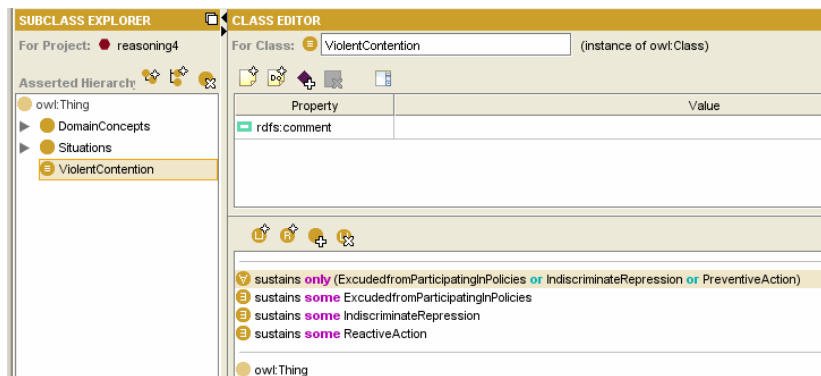 SUBCLASS EXPLORER
For Project: reasoning4
Asserted Hierarchy
owl:Thing
DomainConcepts
Situations
ViolentContention
CLASS EDITOR
For Class: ViolentContention (instance of owl:Class)
Property Value
rdfs:comment
sustains only (ExcudedfromParticipatingInPolicies or IndiscriminateRepression or PreventiveAction)
sustains some ExcudedfromParticipatingInPolicies
sustains some IndiscriminateRepression
sustains some ReactiveAction
owl:Thing